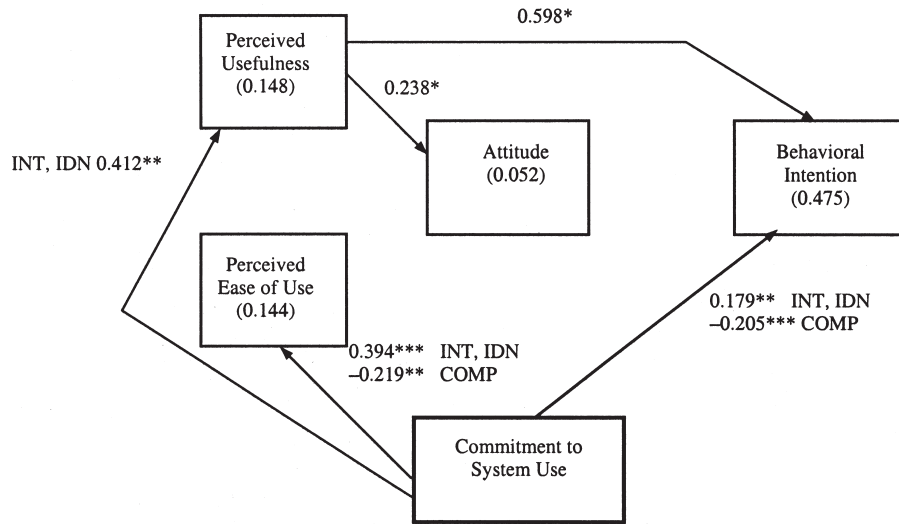 0.598*
Perceived
Usefulness
(0.148)
0.238*
Attitude
(0.052)
Behavioral
Intention
(0.475)
INT, IDN 0.412**
Perceived
Ease of Use
(0.144)
0.179** INT, IDN
–0.205*** COMP
0.394*** INT, IDN
–0.219** COMP
Commitment to
System Use